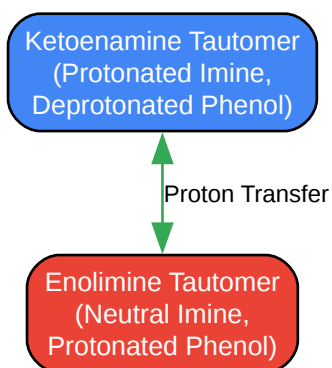 Ketoenamine Tautomer
(Protonated Imine,
Deprotonated Phenol)
Proton Transfer
Enolimine Tautomer
(Neutral Imine,
Protonated Phenol)